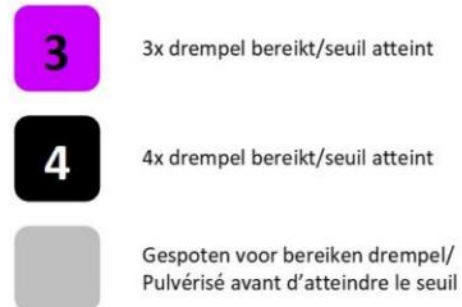 3
3x drempel bereikt/seuil atteint
4
4x drempel bereikt/seuil atteint
Gespoten voor bereiken drempel/
Pulvérisé avant d’atteindre le seuil